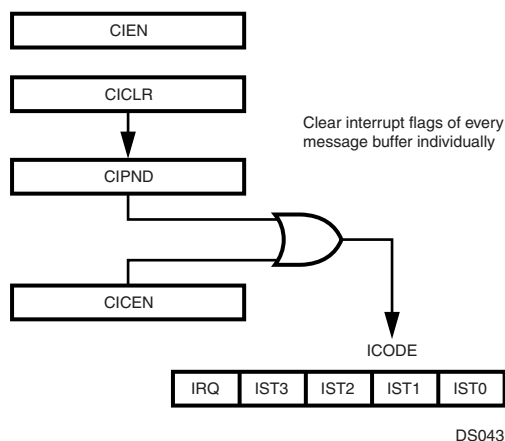 CIEN
CICLR
Clear interrupt flags of every
message buffer individually
CIPND
CICEN
ICODE
IRQ IST3 IST2 IST1 IST0
DS043